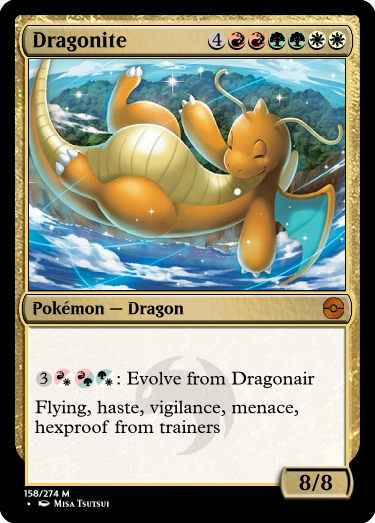 Dragonite 4
Pokémon — Dragon
3 : Evolve from Dragonair
Flying, haste, vigilance, menace,
hexproof from trainers
8/8
158/274 M
• Misa Tsutsui